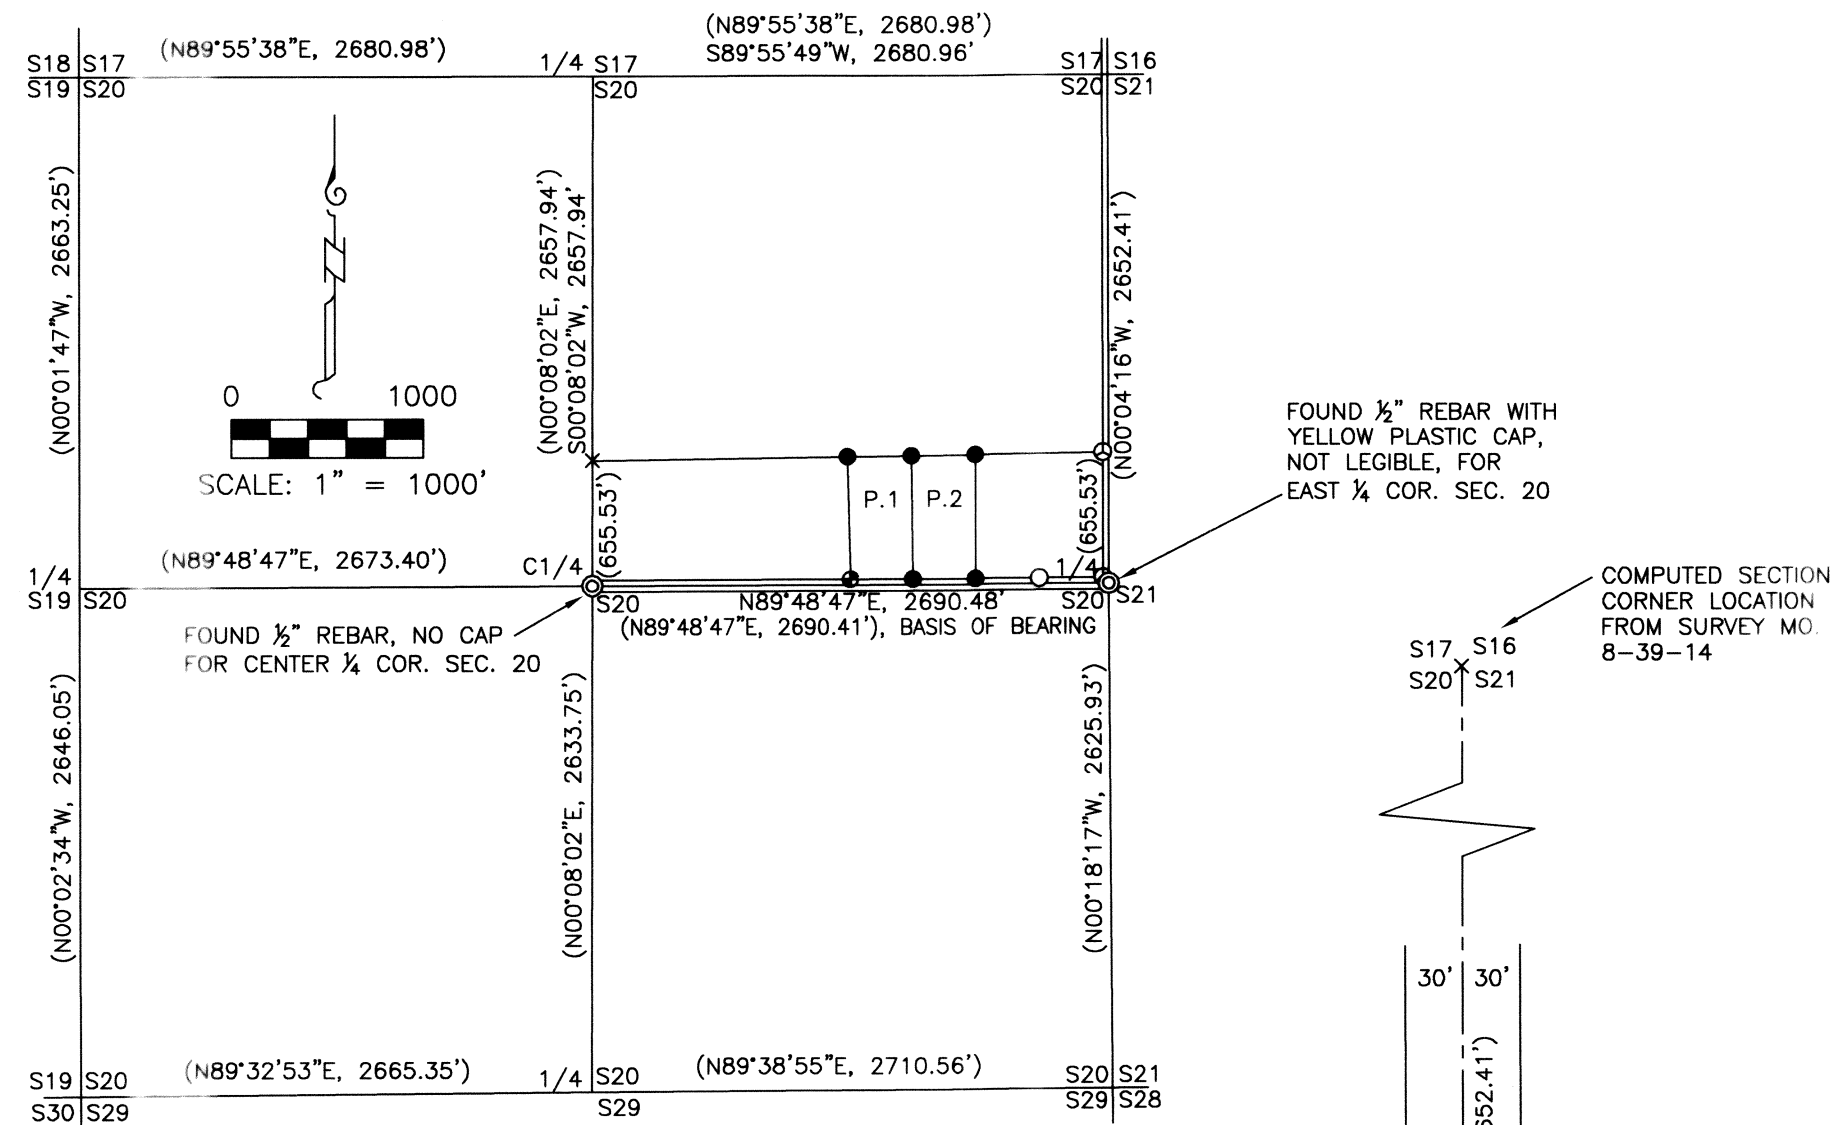 (N89°55'38"E, 2680.98')
(N89°55'38"E, 2680.98')
S89°55'49"W, 2680.96'
S18 S17
S19 S20
1/4 S17
S20
S17 S16
S20 S21
(N00°01'47"W, 2663.25')
(N00°08'02"E, 2657.94')
S00°08'02"W, 2657.94'
(N00°04'16"W, 2652.41')
0 1000
SCALE: 1" = 1000'
P.1 P.2
(655.53')
(655.53')
FOUND ½" REBAR WITH
YELLOW PLASTIC CAP,
NOT LEGIBLE, FOR
EAST ¼ COR. SEC. 20
(N89°48'47"E, 2673.40')
1/4
S19 S20
C1/4
S20
1/4
S20 S21
N89°48'47"E, 2690.48'
(N89°48'47"E, 2690.41'), BASIS OF BEARING
FOUND ½" REBAR, NO CAP
FOR CENTER ¼ COR. SEC. 20
COMPUTED SECTION
CORNER LOCATION
FROM SURVEY MO.
8-39-14
S17 S16
S20 S21
(N00°02'34"W, 2646.05')
(N00°08'02"E, 2633.75')
(N00°18'17"W, 2625.93')
30' 30'
652.41')
(N89°32'53"E, 2665.35')
(N89°38'55"E, 2710.56')
S19 S20
S30 S29
1/4 S20
S29
S20 S21
S29 S28